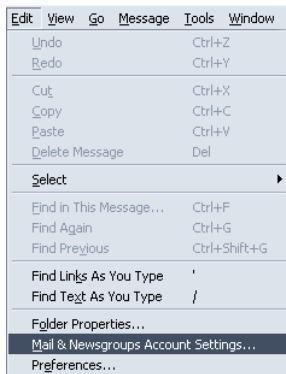 Edit View Go Message Tools Window
Undo Ctrl+Z
Redo Ctrl+Y
Cut Ctrl+X
Copy Ctrl+C
Paste Ctrl+V
Delete Message Del
Select
Find in This Message... Ctrl+F
Find Again Ctrl+G
Find Previous Ctrl+Shift+G
Find Links As You Type '
Find Text As You Type /
Folder Properties...
Mail & Newsgroups Account Settings...
Preferences...